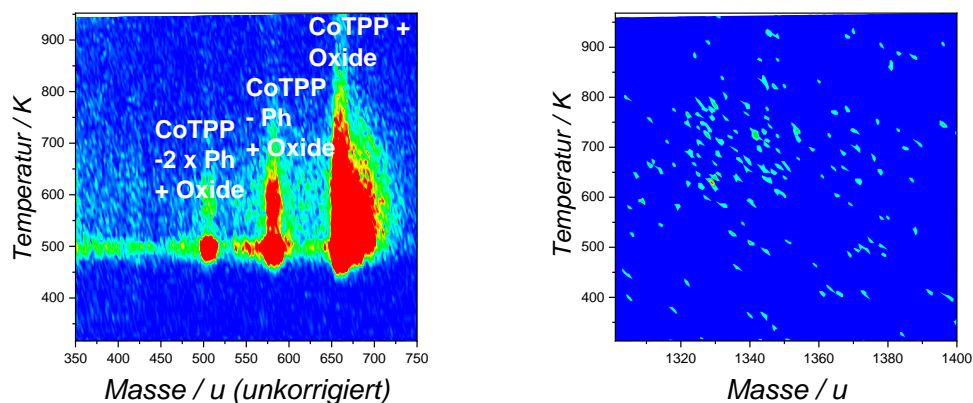 CoTPP +
Oxide
CoTPP
- Ph
+ Oxide
CoTPP
-2 x Ph
+ Oxide
900
800
700
600
500
400
350
400
450
500
550
600
650
700
750
Temperatur / K
Masse / u (unkorrigiert)
900
800
700
600
500
400
1320
1340
1360
1380
1400
Temperatur / K
Masse / u